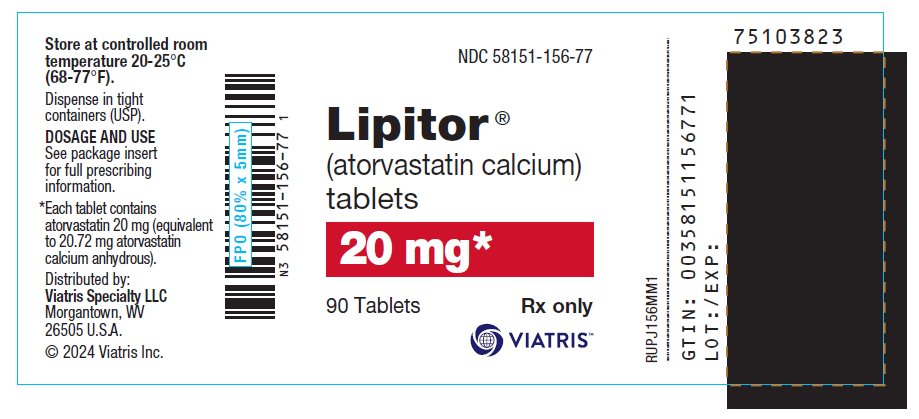 Store at controlled room
temperature 20-25°C
(68-77°F).
Dispense in tight
containers (USP).
DOSAGE AND USE
See package insert
for full prescribing
information.
*Each tablet contains
atorvastatin 20 mg (equivalent
to 20.72 mg atorvastatin
calcium anhydrous).
Distributed by:
Viatris Specialty LLC
Morgantown, WV
26505 U.S.A.
© 2024 Viatris Inc.
FPO (80% x 5mm)
N3 58151-156-77 1
NDC 58151-156-77
Lipitor®
(atorvastatin calcium)
tablets
20 mg*
90 Tablets Rx only
VIATRIS™
RUPJ156MM1
GTIN: 00358151156771
LOT:/EXP:
75103823